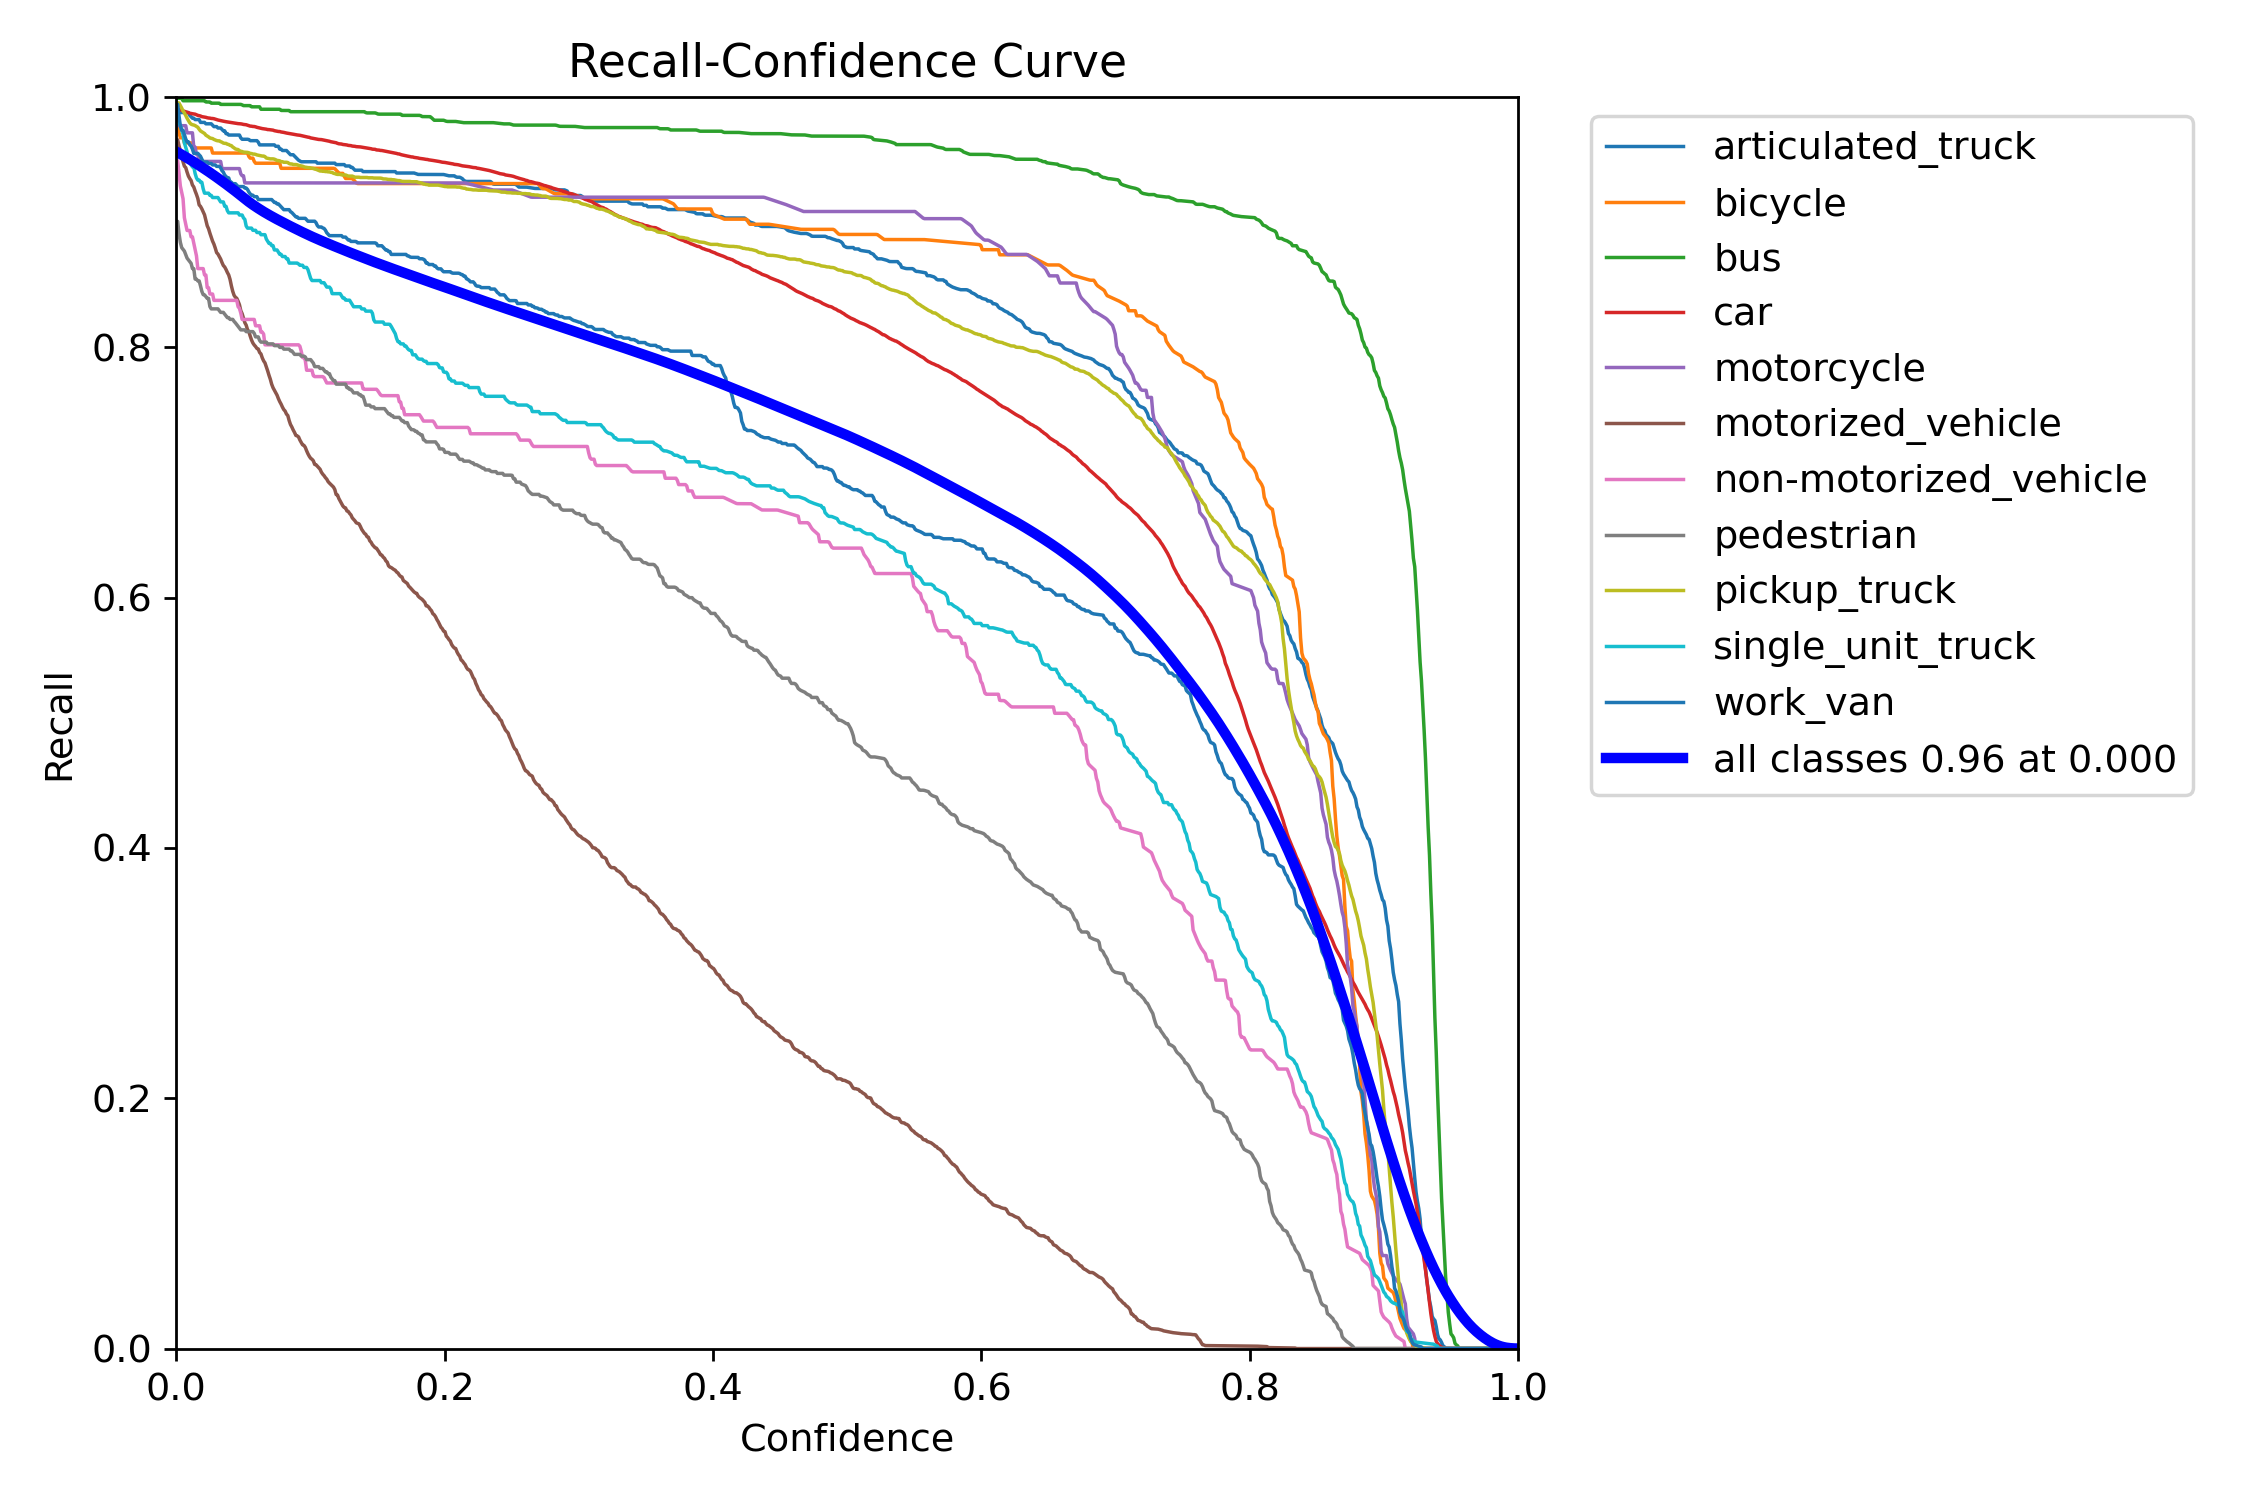 Recall-Confidence Curve
1.0
0.8
0.6
0.4
0.2
0.0
Recall
0.0 0.2 0.4 0.6 0.8 1.0
Confidence
articulated_truck
bicycle
bus
car
motorcycle
motorized_vehicle
non-motorized_vehicle
pedestrian
pickup_truck
single_unit_truck
work_van
all classes 0.96 at 0.000